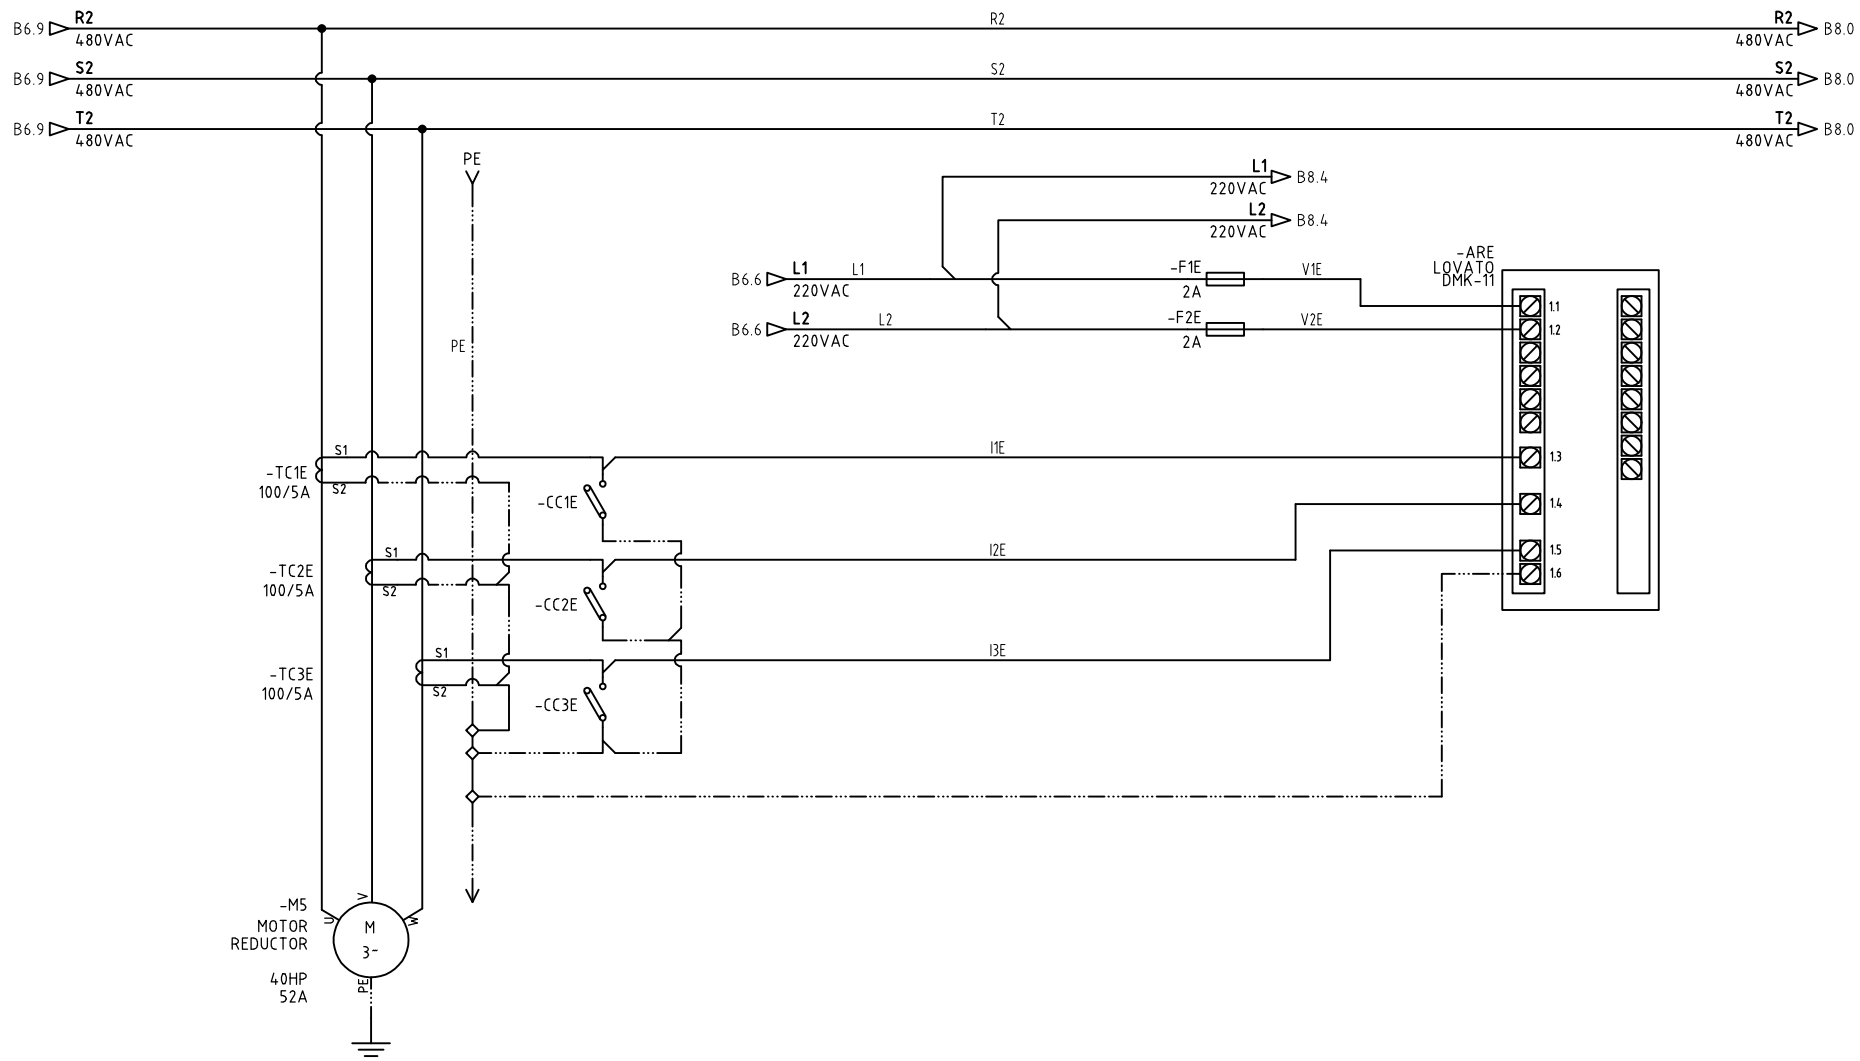 R2
B6.9
480VAC
R2
R2
480VAC
B8.0
S2
B6.9
480VAC
S2
S2
480VAC
B8.0
T2
B6.9
480VAC
T2
T2
480VAC
B8.0
PE
L1
220VAC
B8.4
L2
220VAC
B8.4
B6.6
L1
220VAC
L1
-F1E
2A
V1E
B6.6
L2
220VAC
L2
-F2E
2A
V2E
-ARE
LOVATO
DMK-11
1.1
1.2
PE
S1
-TC1E
100/5A
S2
-CC1E
I1E
1.3
1.4
S1
-TC2E
100/5A
S2
-CC2E
I2E
1.5
1.6
S1
-TC3E
100/5A
S2
-CC3E
I3E
-M5
MOTOR
REDUCTOR
40HP
52A
U
V
W
M
3~
PE